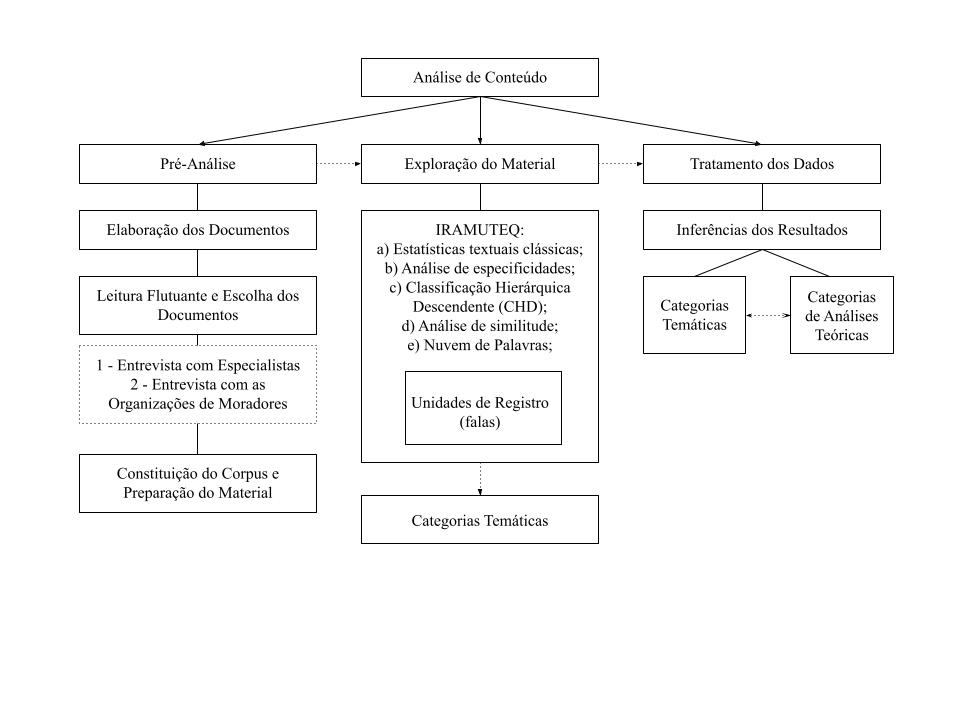 Análise de Conteúdo
Pré-Análise
Exploração do Material
Tratamento dos Dados
Elaboração dos Documentos
Leitura Flutuante e Escolha dos
Documentos
1 - Entrevista com Especialistas
2 - Entrevista com as
Organizações de Moradores
Constituição do Corpus e
Preparação do Material
IRAMUTEQ:
a) Estatísticas textuais clássicas;
b) Análise de especificidades;
c) Classificação Hierárquica
Descendente (CHD);
d) Análise de similitude;
e) Nuvem de Palavras;
Unidades de Registro
(falas)
Categorias Temáticas
Inferências dos Resultados
Categorias
Temáticas
Categorias
de Análises
Teóricas